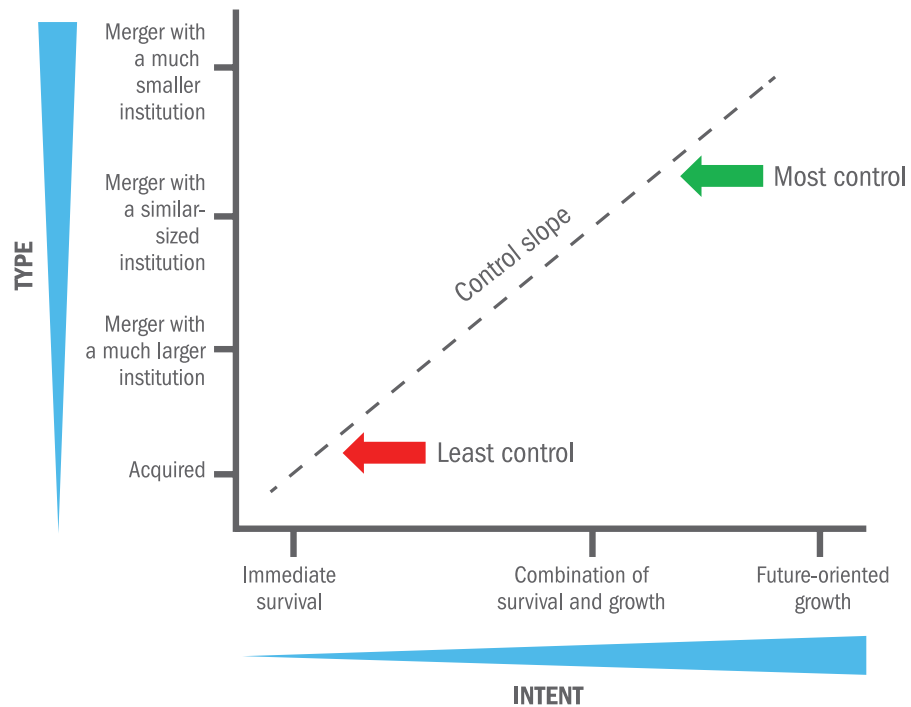 Merger with
a much
smaller
institution
Merger with
a similar-
sized
institution
Merger with
a much larger
institution
Acquired
TYPE
Control slope
Most control
Least control
Immediate
survival
Combination of
survival and growth
Future-oriented
growth
INTENT